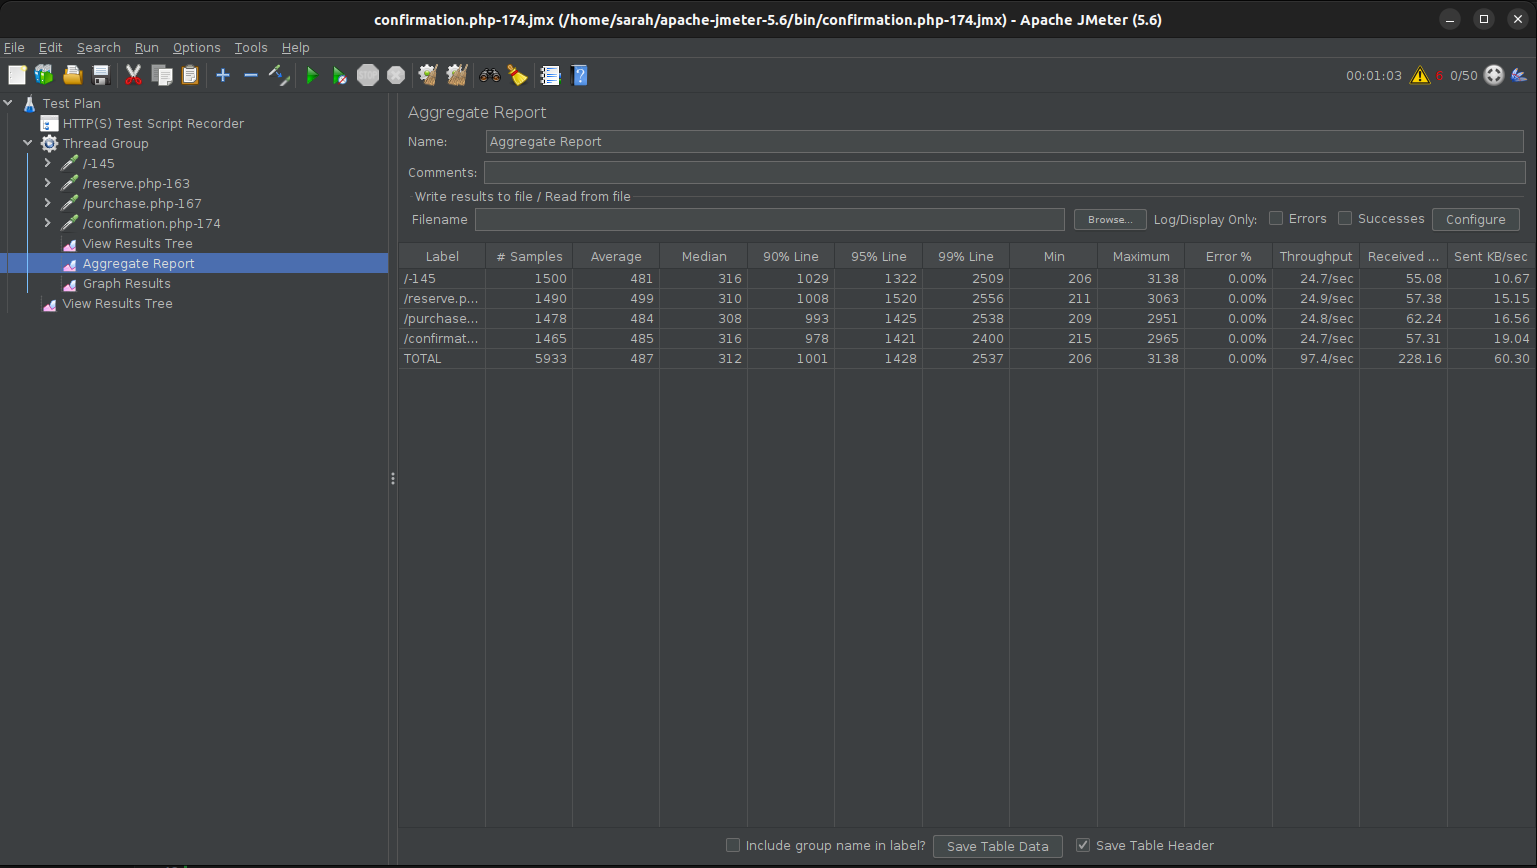 confirmation.php-174.jmx (/home/sarah/apache-jmeter-5.6/bin/confirmation.php-174.jmx) - Apache JMeter (5.6)
File Edit Search Run Options Tools Help
STOP
00:01:03 6 0/50
Test Plan
HTTP(S) Test Script Recorder
Thread Group
/-145
/reserve.php-163
/purchase.php-167
/confirmation.php-174
View Results Tree
Aggregate Report
Graph Results
View Results Tree
Aggregate Report
Name: Aggregate Report
Comments:
Write results to file / Read from file
Filename Browse... Log/Display Only: Errors Successes Configure
Label # Samples Average Median 90% Line 95% Line 99% Line Min Maximum Error % Throughput Received ... Sent KB/sec
/-145 1500 481 316 1029 1322 2509 206 3138 0.00% 24.7/sec 55.08 10.67
/reserve.p... 1490 499 310 1008 1520 2556 211 3063 0.00% 24.9/sec 57.38 15.15
/purchase... 1478 484 308 993 1425 2538 209 2951 0.00% 24.8/sec 62.24 16.56
/confirmat... 1465 485 316 978 1421 2400 215 2965 0.00% 24.7/sec 57.31 19.04
TOTAL 5933 487 312 1001 1428 2537 206 3138 0.00% 97.4/sec 228.16 60.30
Include group name in label? Save Table Data Save Table Header